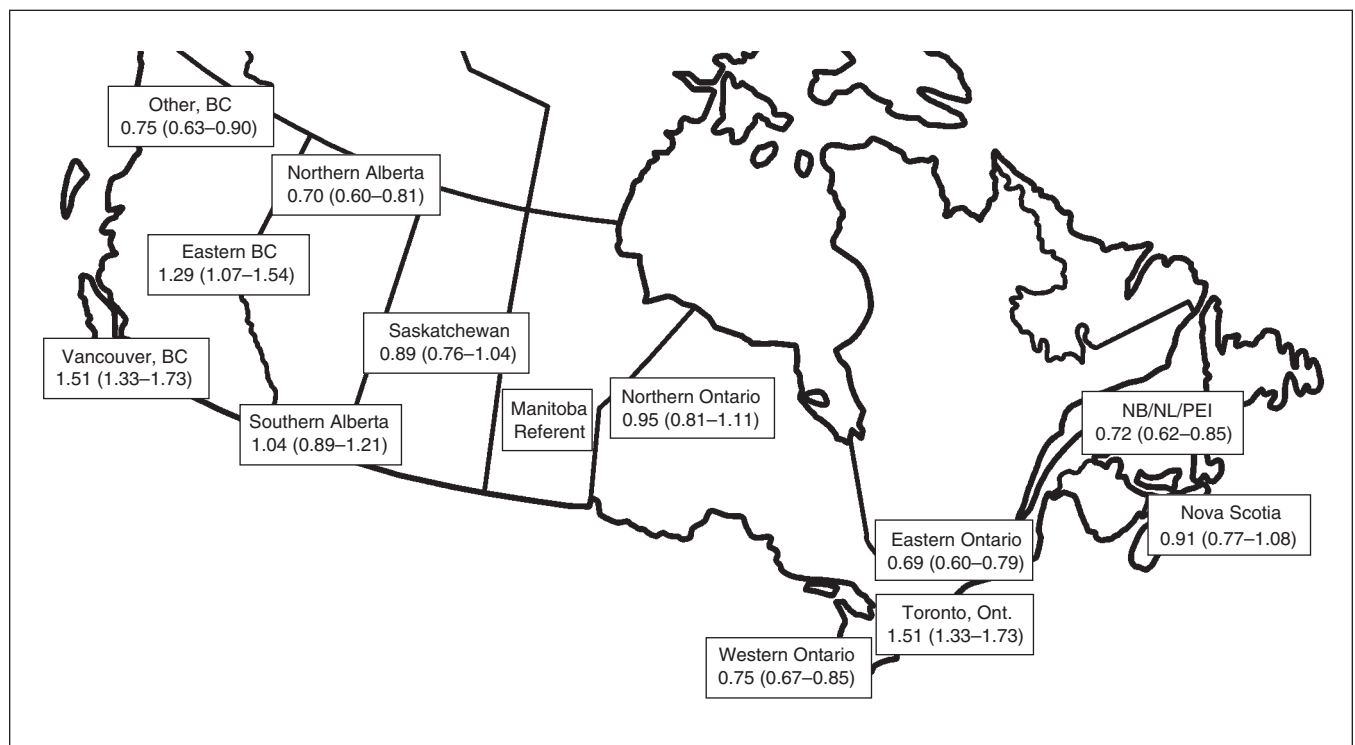 Other, BC
0.75 (0.63–0.90)
Northern Alberta
0.70 (0.60–0.81)
Eastern BC
1.29 (1.07–1.54)
Saskatchewan
0.89 (0.76–1.04)
Vancouver, BC
1.51 (1.33–1.73)
Southern Alberta
1.04 (0.89–1.21)
Manitoba
Referent
Northern Ontario
0.95 (0.81–1.11)
NB/NL/PEI
0.72 (0.62–0.85)
Nova Scotia
0.91 (0.77–1.08)
Eastern Ontario
0.69 (0.60–0.79)
Toronto, Ont.
1.51 (1.33–1.73)
Western Ontario
0.75 (0.67–0.85)